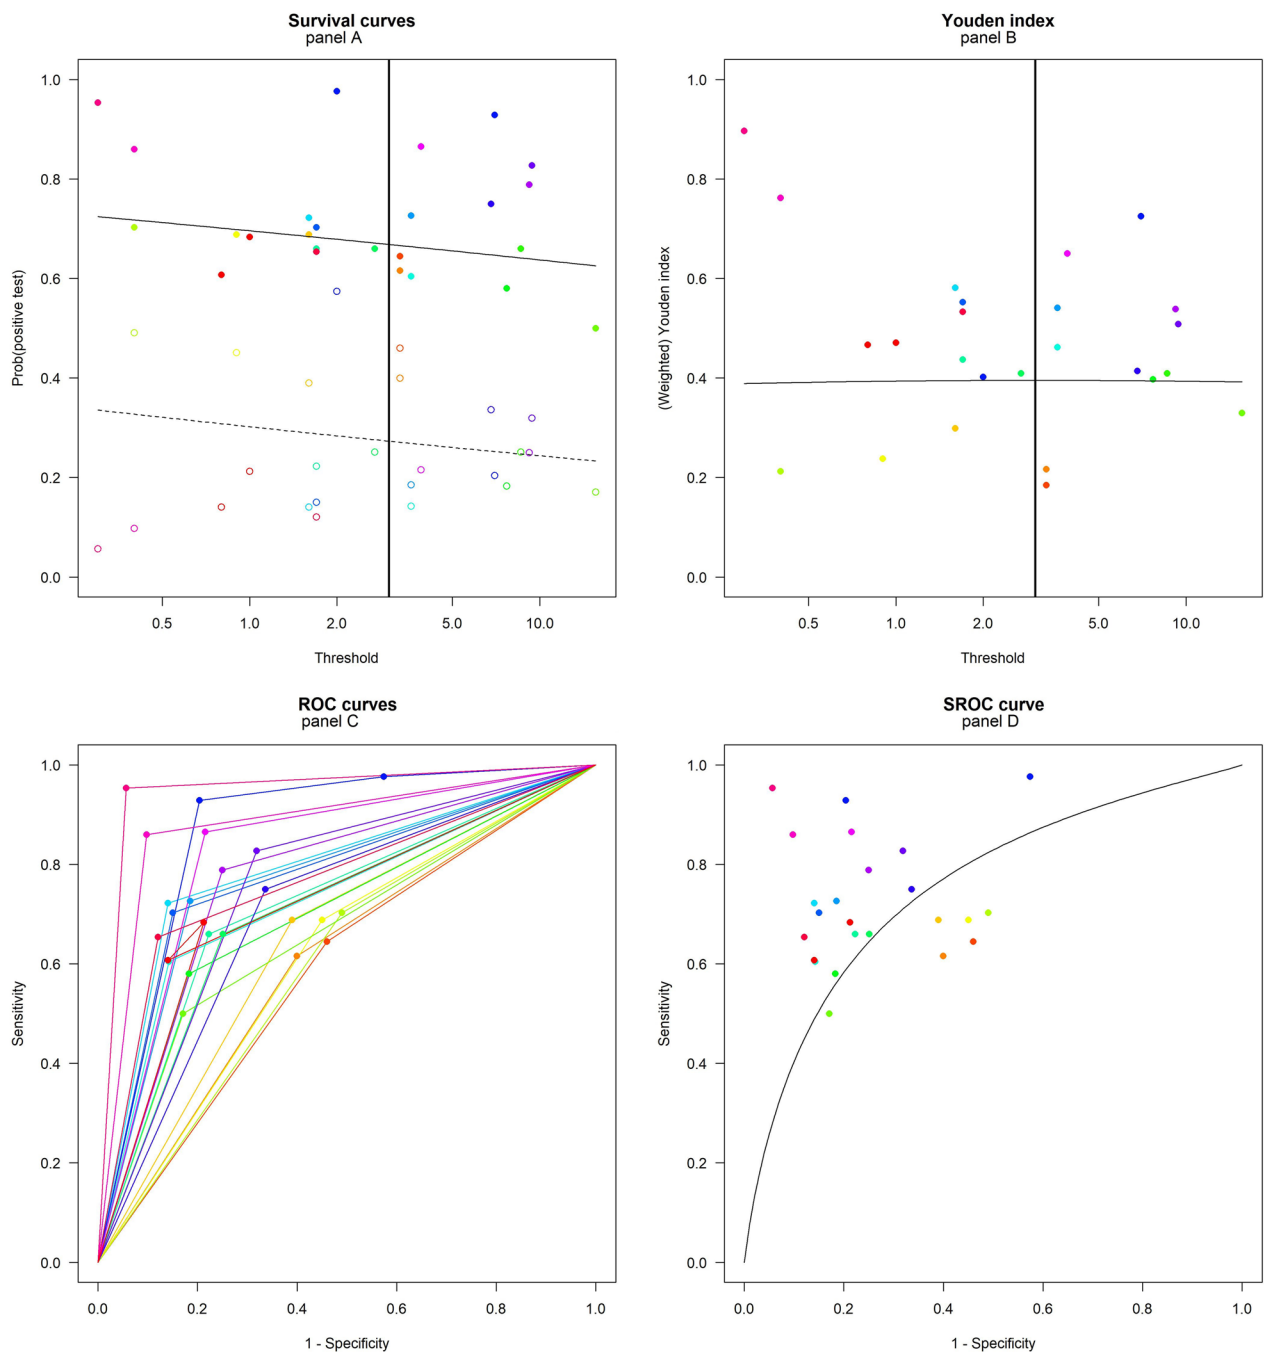 Survival curves
panel A
Prob(positive test)
1.0
0.8
0.6
0.4
0.2
0.0
0.5 1.0 2.0 5.0 10.0
Threshold
Youden index
panel B
(Weighted) Youden index
1.0
0.8
0.6
0.4
0.2
0.0
0.5 1.0 2.0 5.0 10.0
Threshold
ROC curves
panel C
Sensitivity
1.0
0.8
0.6
0.4
0.2
0.0
0.0 0.2 0.4 0.6 0.8 1.0
1 - Specificity
SROC curve
panel D
Sensitivity
1.0
0.8
0.6
0.4
0.2
0.0
0.0 0.2 0.4 0.6 0.8 1.0
1 - Specificity